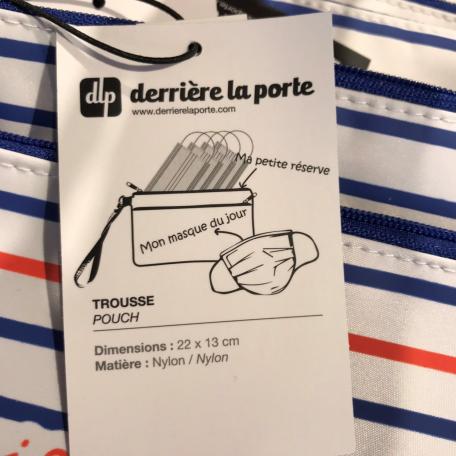 dlp derrière la porte
www.derrierelaporte.com
Ma petite réserve
Mon masque du jour
TROUSSE
POUCH
Dimensions : 22 x 13 cm
Matière : Nylon / Nylon